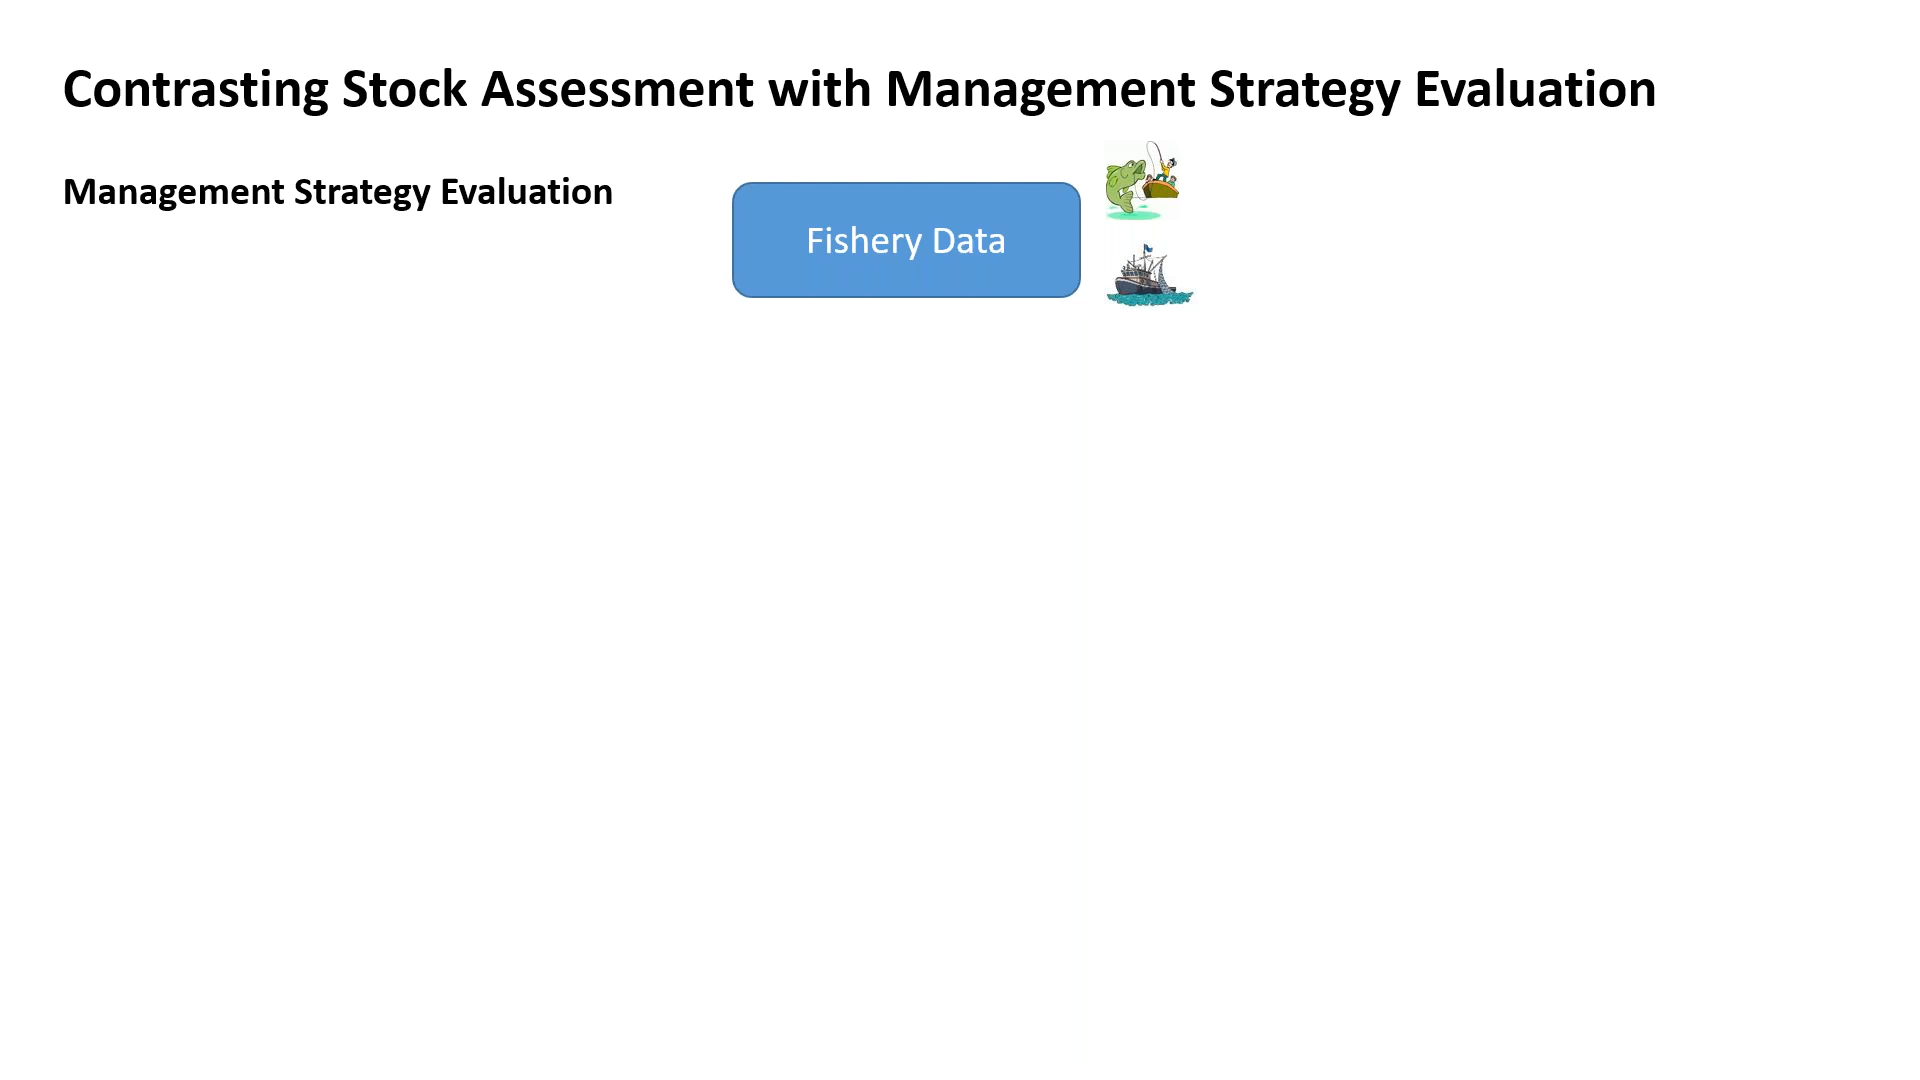 Contrasting Stock Assessment with Management Strategy Evaluation
Management Strategy Evaluation
Fishery Data